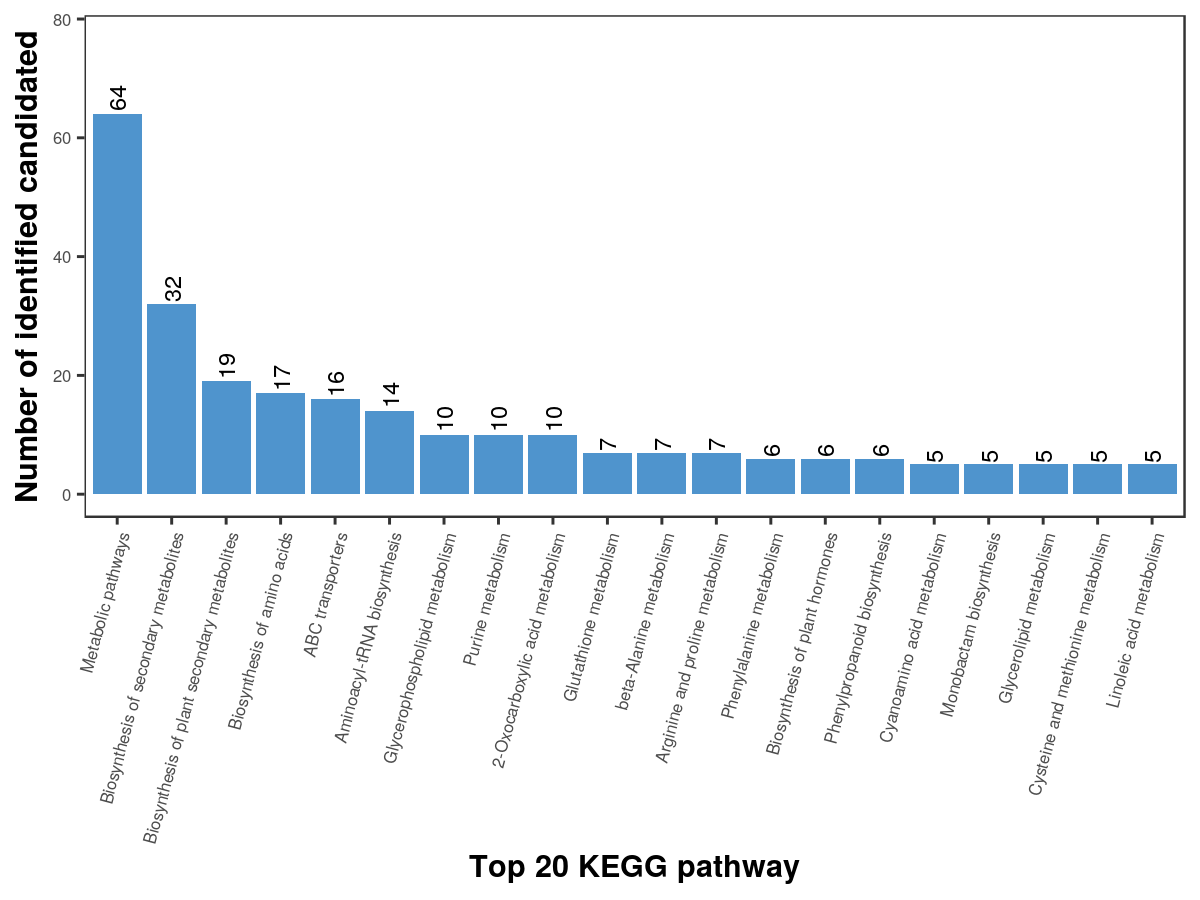 Number of identified candidated
80
60
40
20
0
64
32
19
17
16
14
10
10
10
7
7
7
6
6
6
5
5
5
5
5
Metabolic pathways
Biosynthesis of secondary metabolites
Biosynthesis of plant secondary metabolites
Biosynthesis of amino acids
ABC transporters
Aminoacyl-tRNA biosynthesis
Glycerophospholipid metabolism
Purine metabolism
2-Oxocarboxylic acid metabolism
Glutathione metabolism
beta-Alanine metabolism
Arginine and proline metabolism
Phenylalanine metabolism
Biosynthesis of plant hormones
Phenylpropanoid biosynthesis
Cyanoamino acid metabolism
Monobactam biosynthesis
Glycerolipid metabolism
Cysteine and methionine metabolism
Linoleic acid metabolism
Top 20 KEGG pathway